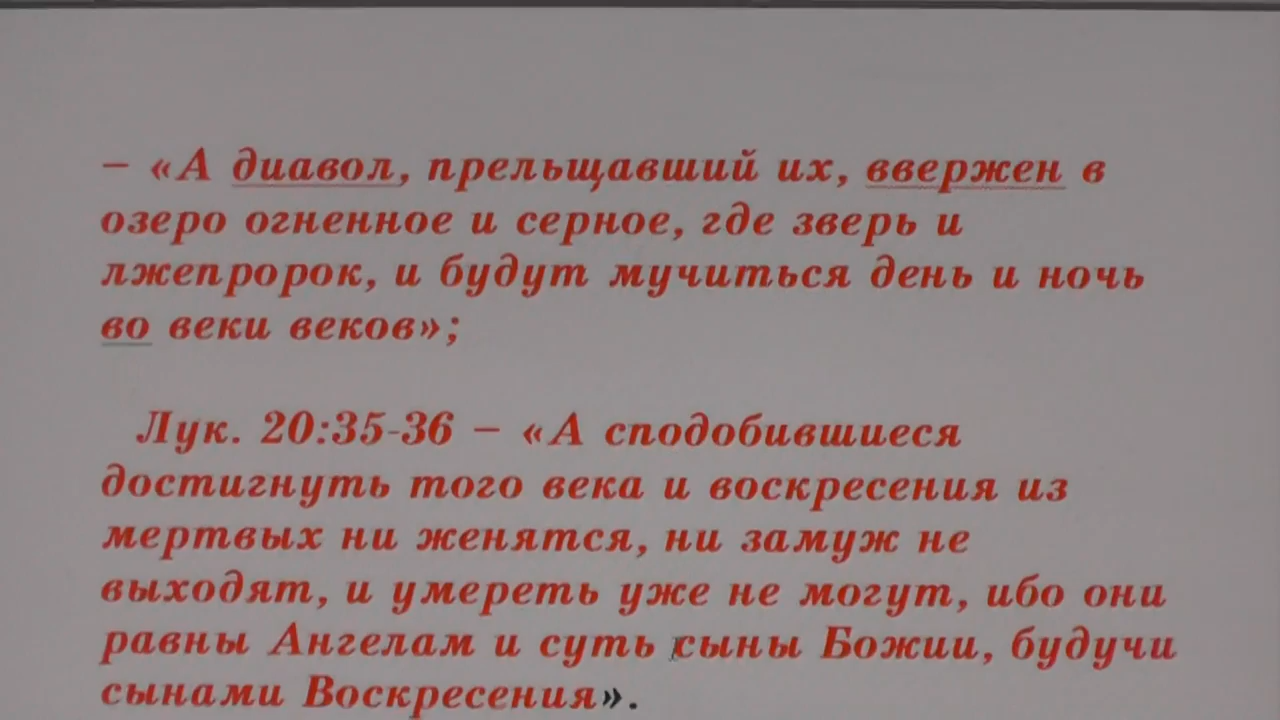 – «А диавол, прельщавший их, ввержен в
озеро огненное и серное, где зверь и
лжепророк, и будут мучиться день и ночь
во веки веков»;
Лук. 20:35-36 – «А сподобившиеся
достигнуть того века и воскресения из
мертвых ни женятся, ни замуж не
выходят, и умереть уже не могут, ибо они
равны Ангелам и суть сыны Божии, будучи
сынами Воскресения».